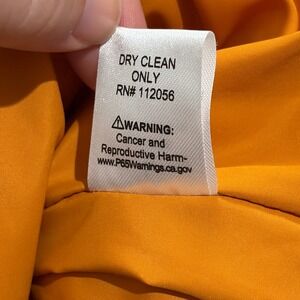 DRY CLEAN
ONLY
RN# 112056
⚠WARNING:
Cancer and
Reproductive Harm-
www.P65Warnings.ca.gov